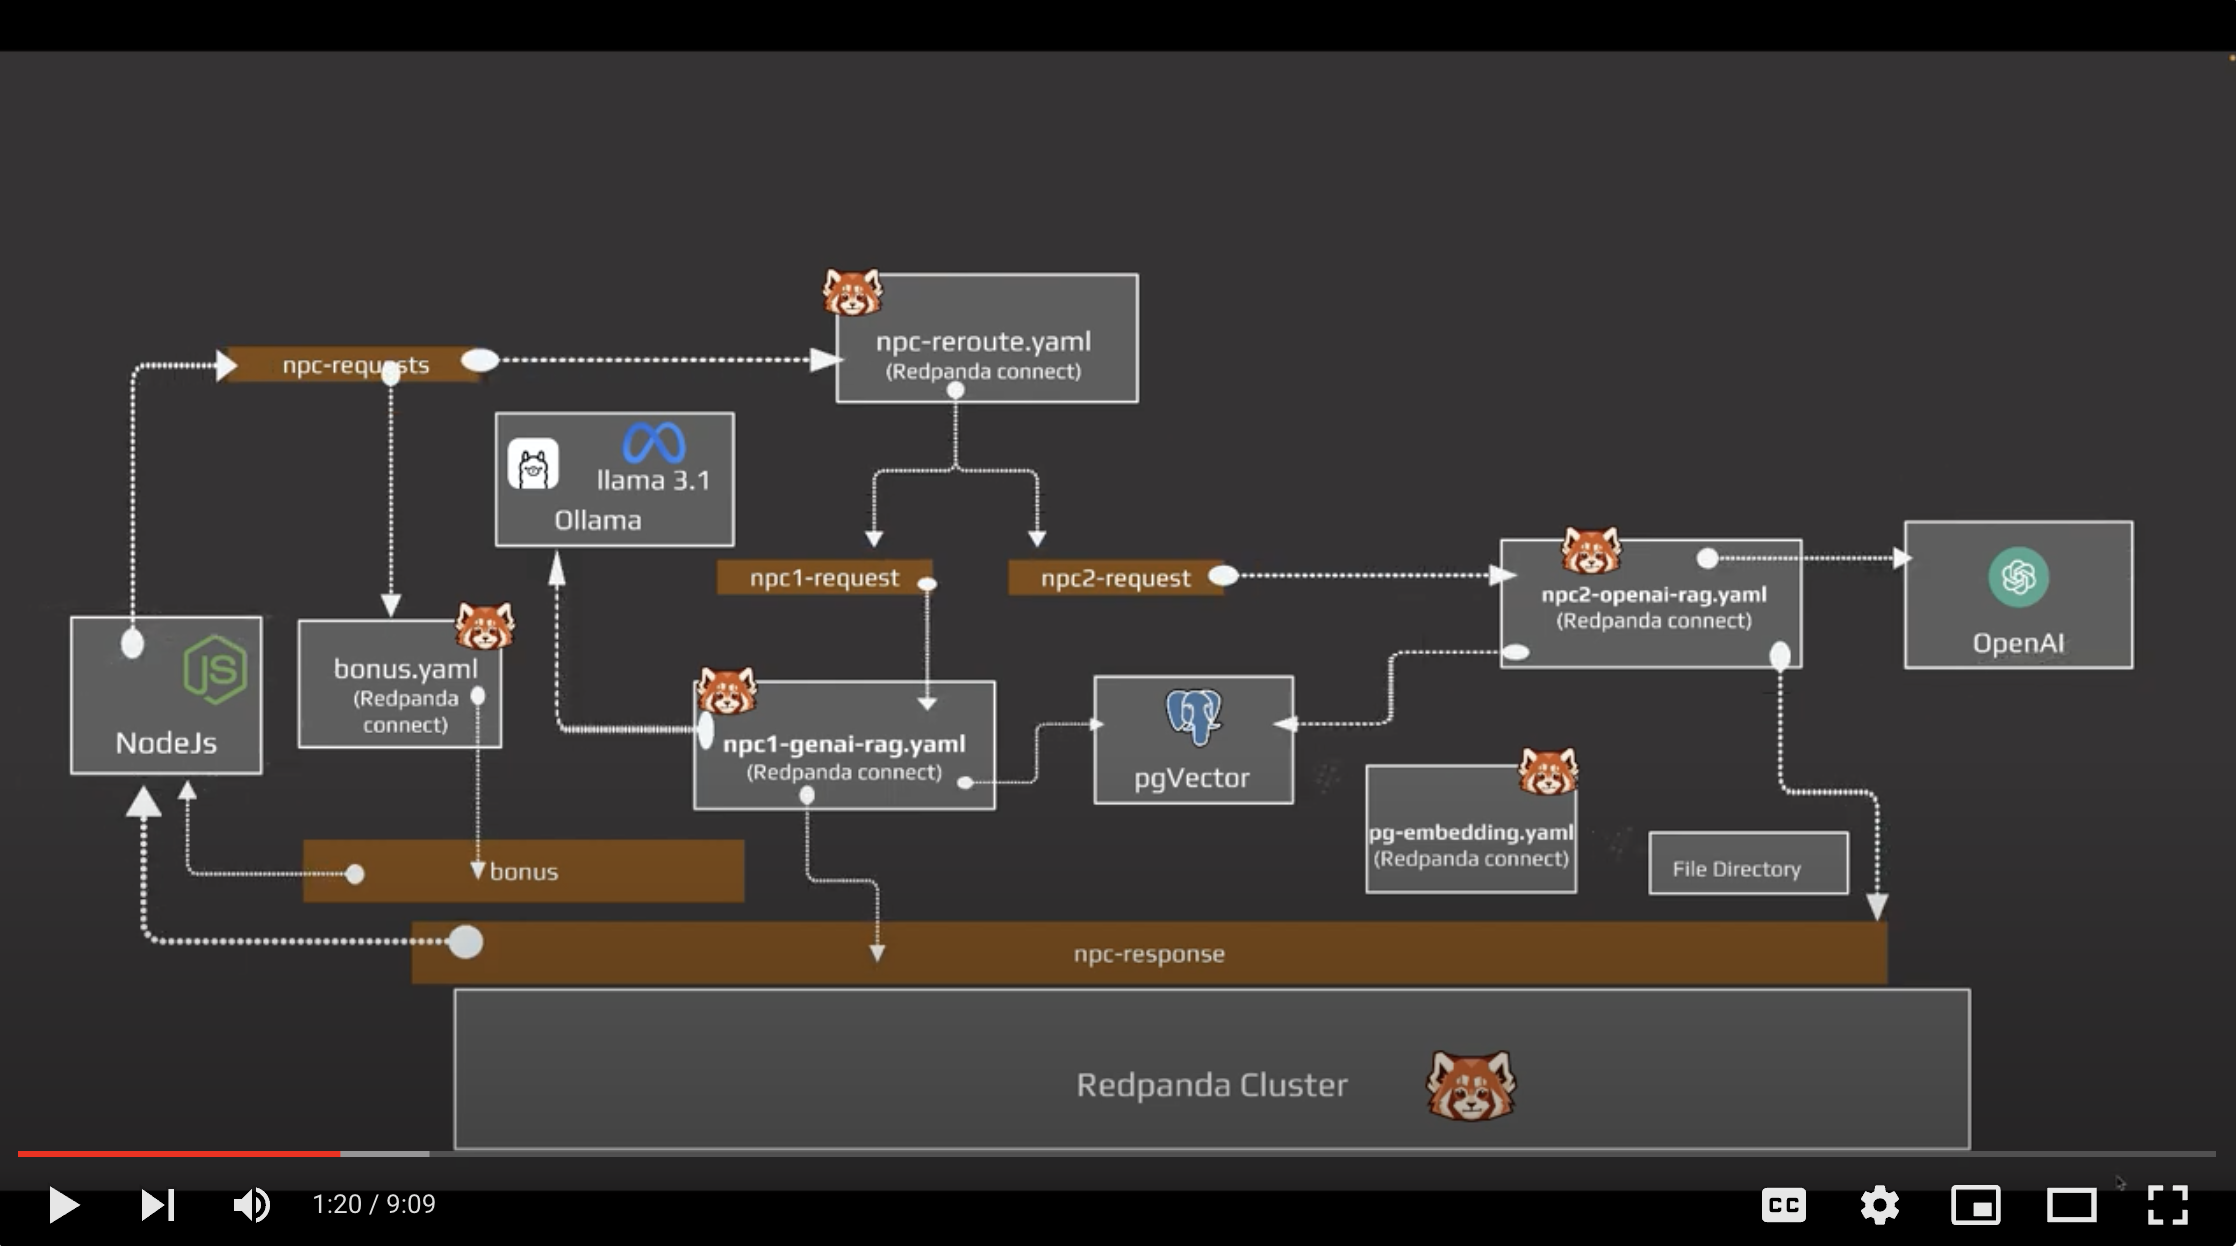 npc-reroute.yaml
(Redpanda connect)
npc-requests
llama 3.1
Ollama
npc1-request
npc2-request
npc2-openai-rag.yaml
(Redpanda connect)
OpenAI
JS
NodeJs
bonus.yaml
(Redpanda
connect)
npc1-genai-rag.yaml
(Redpanda connect)
pgVector
pg-embedding.yaml
(Redpanda connect)
File Directory
bonus
npc-response
Redpanda Cluster
1:20 / 9:09
CC